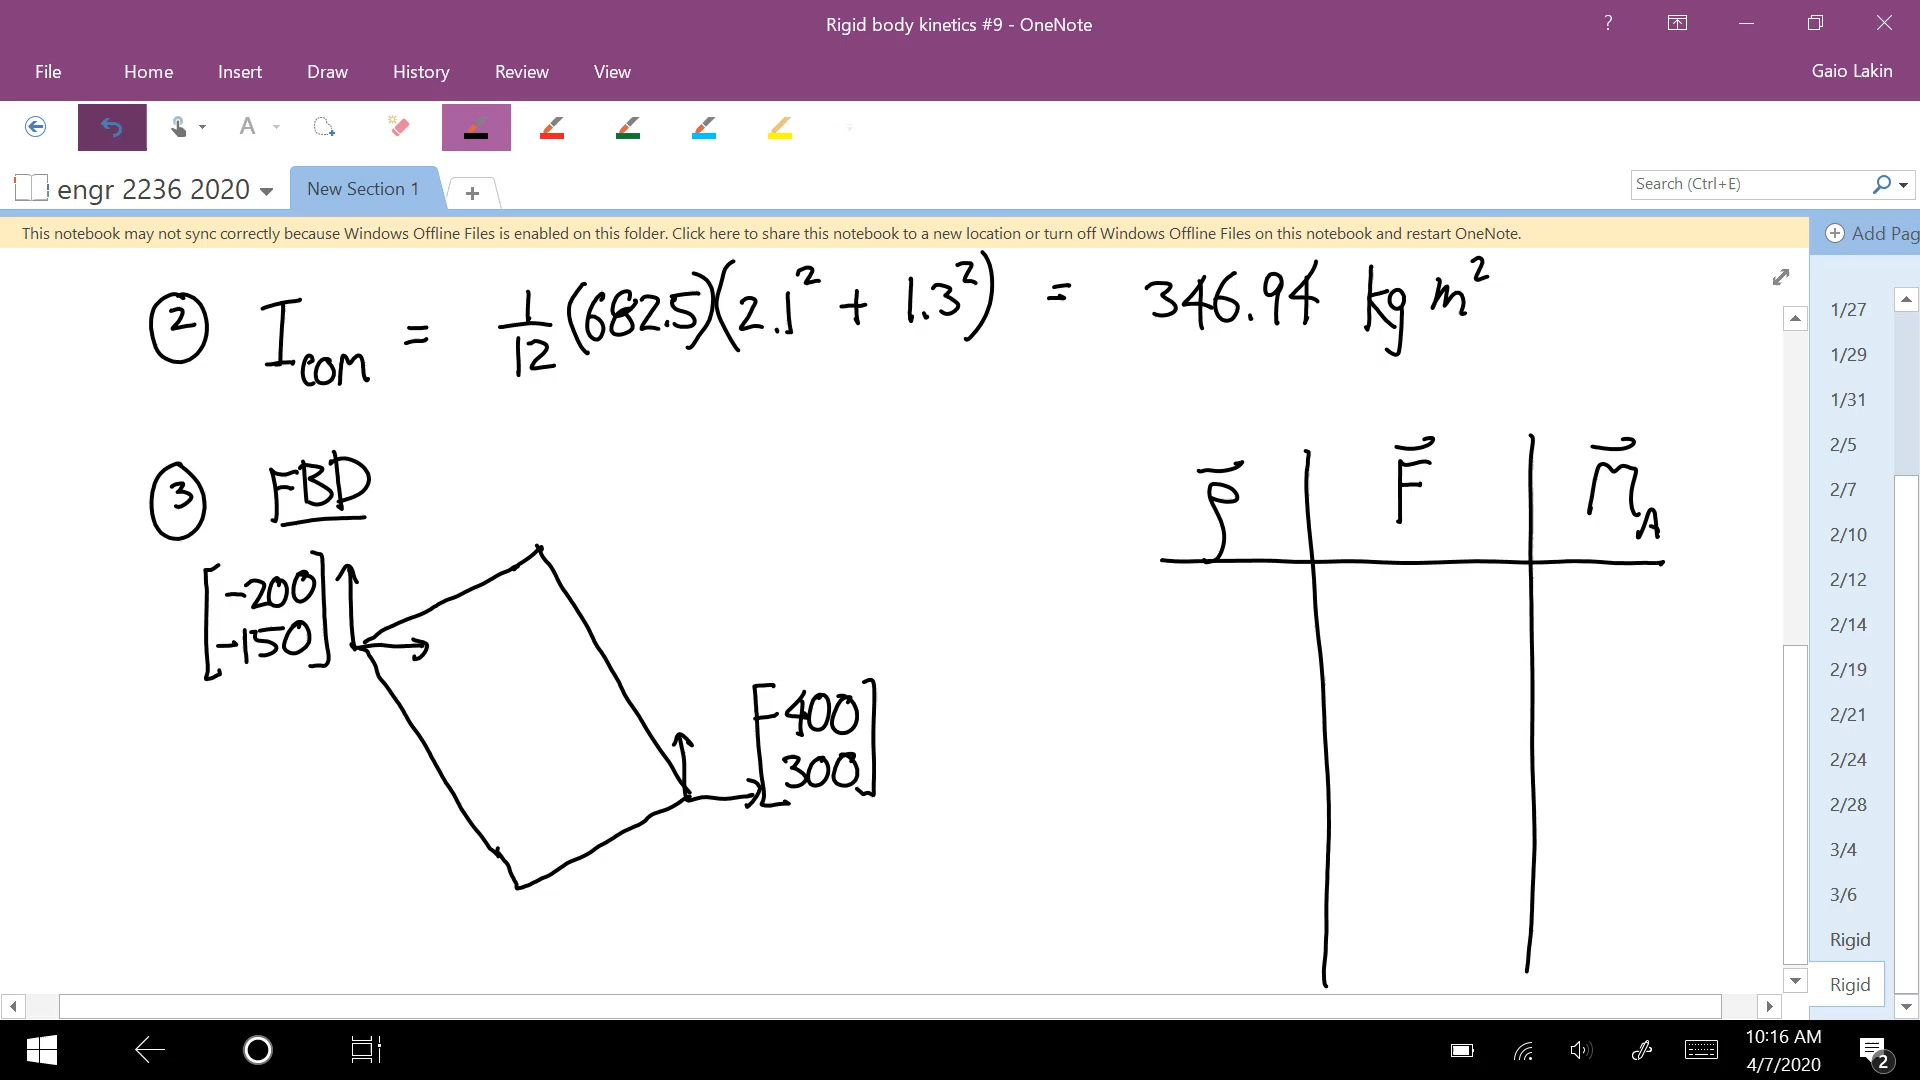 Rigid body kinetics #9 - OneNote
?
File Home Insert Draw History Review View
Gaio Lakin
A
engr 2236 2020
New Section 1
+
Search (Ctrl+E)
This notebook may not sync correctly because Windows Offline Files is enabled on this folder. Click here to share this notebook to a new location or turn off Windows Offline Files on this notebook and restart OneNote.
Add Pag
② I_com = 1/12 (682.5)(2.1² + 1.3²) = 346.94 kg m²
③ FBD
[-200
-150]
[-400
300]
ρ⃗ | F⃗ | M⃗_A
1/27
1/29
1/31
2/5
2/7
2/10
2/12
2/14
2/19
2/21
2/24
2/28
3/4
3/6
Rigid
Rigid
10:16 AM
4/7/2020
2